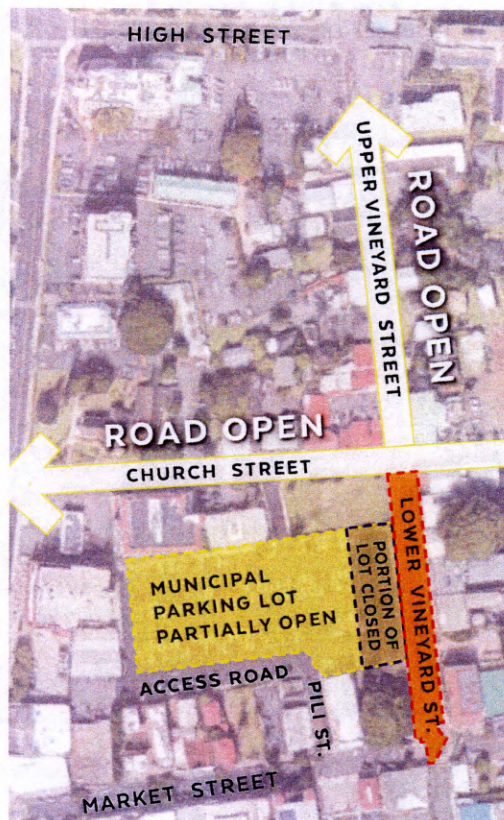 HIGH STREET
UPPER VINEYARD STREET
ROAD OPEN
ROAD OPEN
CHURCH STREET
LOWER VINEYARD ST.
PORTION OF
LOT CLOSED
MUNICIPAL
PARKING LOT
PARTIALLY OPEN
ACCESS ROAD
PILI ST.
MARKET STREET